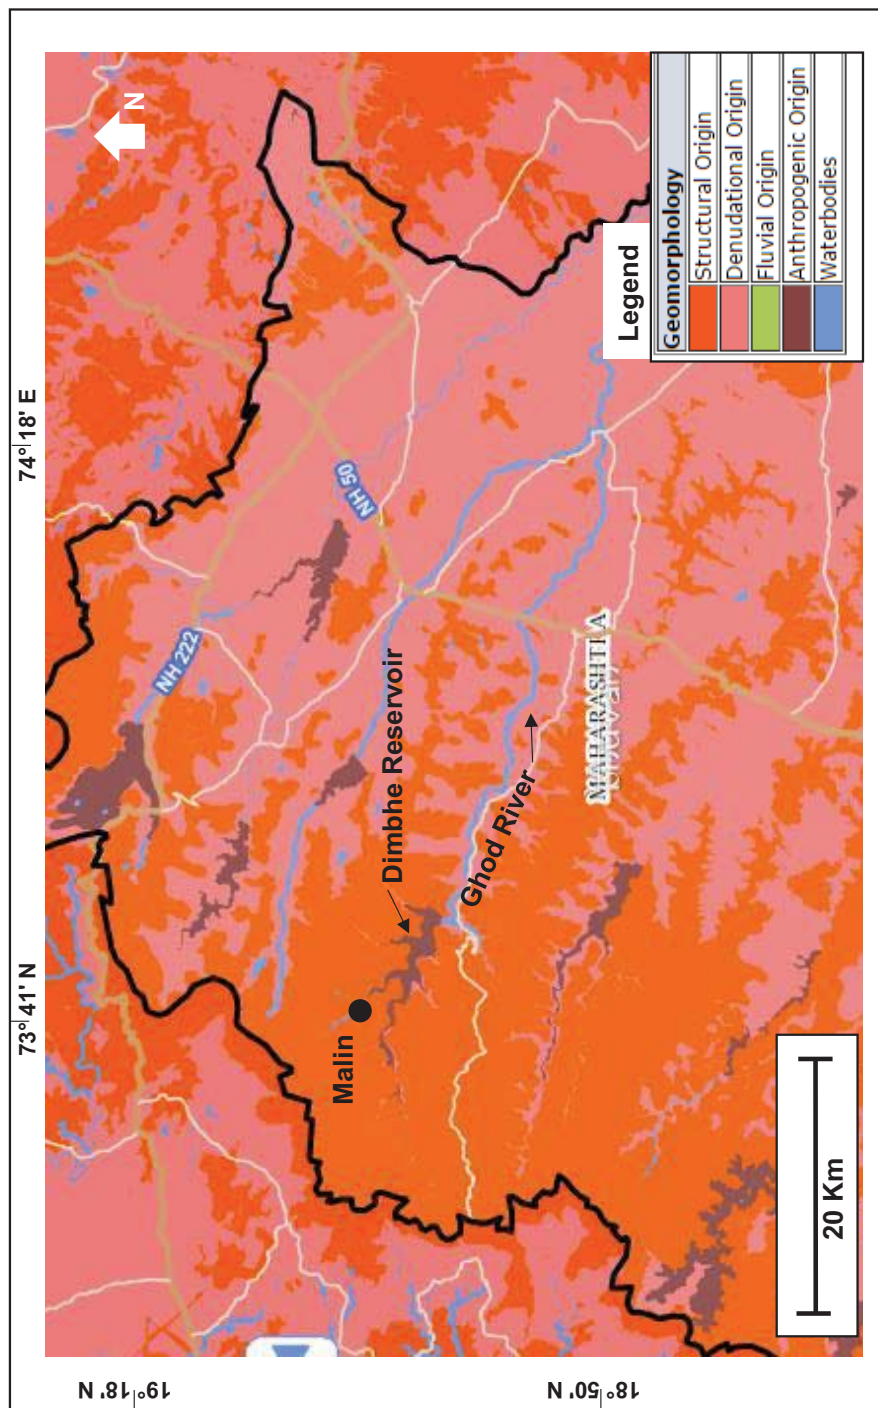 73°41' N
74°18' E
19°18' N
18°50' N
N
NH 222
NH 50
Malin
Dimbhe Reservoir
Ghod River
MAHARASHTRA
20 Km
Legend
Geomorphology
Structural Origin
Denudational Origin
Fluvial Origin
Anthropogenic Origin
Waterbodies